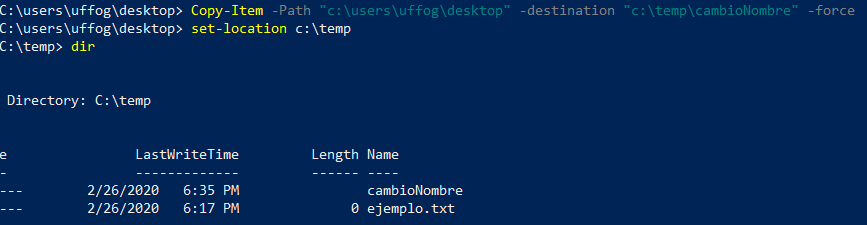 C:\users\uffog\desktop> Copy-Item -Path "c:\users\uffog\desktop" -destination "c:\temp\cambioNombre" -force
C:\users\uffog\desktop> set-location c:\temp
C:\temp> dir
Directory: C:\temp
e LastWriteTime Length Name
- ------------- ------ ----
--- 2/26/2020 6:35 PM cambioNombre
--- 2/26/2020 6:17 PM 0 ejemplo.txt